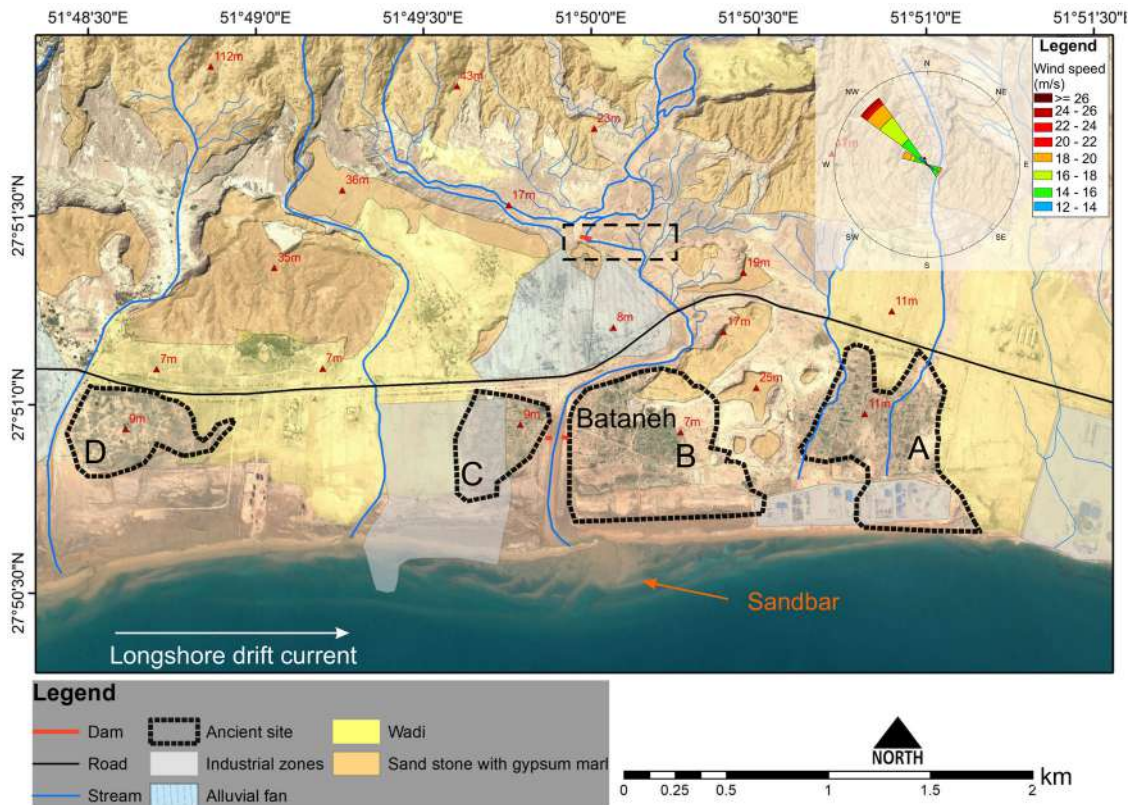 51°48'30"E 51°49'0"E 51°49'30"E 51°50'0"E 51°50'30"E 51°51'0"E 51°51'30"E
27°51'30"N
27°51'0"N
27°50'30"N
Legend
Wind speed
(m/s)
>= 26
24 - 26
22 - 24
20 - 22
18 - 20
16 - 18
14 - 16
12 - 14
N
NE
E
SE
S
SW
W
NW
112m
43m
23m
36m
17m
35m
19m
8m
17m
11m
7m
7m
25m
9m
9m
7m
11m
D
C
Bataneh
B
A
Sandbar
Longshore drift current
Legend
Dam
Ancient site
Wadi
Road
Industrial zones
Sand stone with gypsum marl
Stream
Alluvial fan
NORTH
km
0 0.25 0.5 1 1.5 2